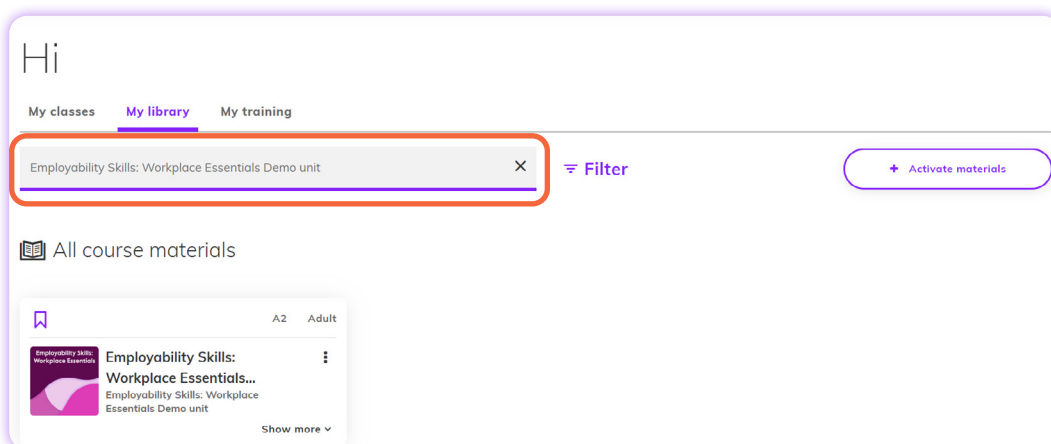 Hi
My classes My library My training
Employability Skills: Workplace Essentials Demo unit
Filter
+ Activate materials
All course materials
A2 Adult
Employability Skills:
Workplace Essentials
Employability Skills:
Workplace Essentials...
Employability Skills: Workplace
Essentials Demo unit
Show more